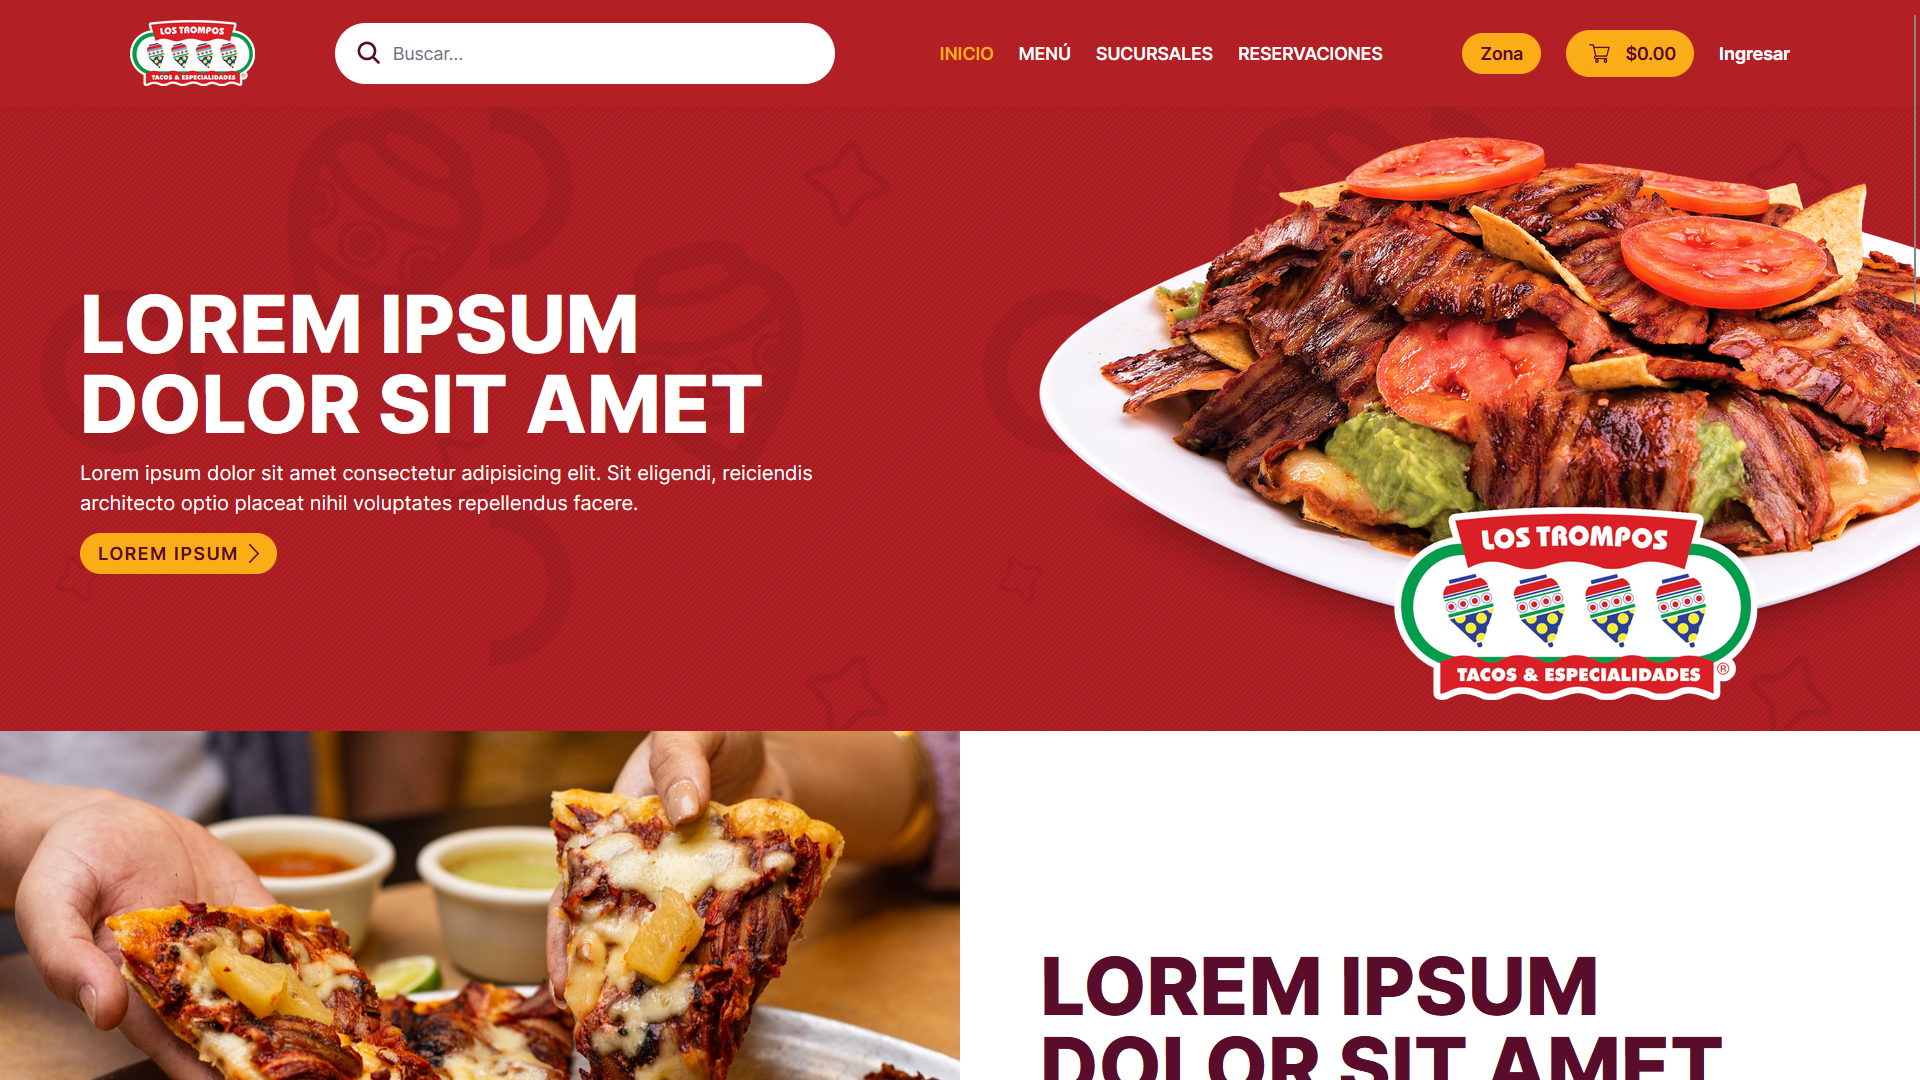 LOS TROMPOS
TACOS & ESPECIALIDADES
Buscar...
INICIO
MENÚ
SUCURSALES
RESERVACIONES
Zona
$0.00
Ingresar
LOREM IPSUM
DOLOR SIT AMET
Lorem ipsum dolor sit amet consectetur adipisicing elit. Sit eligendi, reiciendis
architecto optio placeat nihil voluptates repellendus facere.
LOREM IPSUM
LOS TROMPOS
TACOS & ESPECIALIDADES ®
LOREM IPSUM
DOLOR SIT AMET